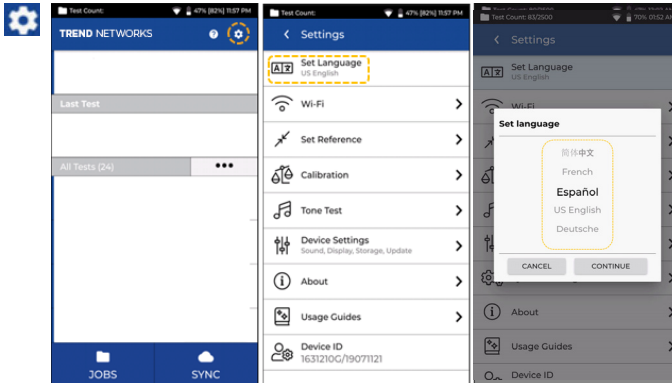 Test Count: 47% [82%] 11:57 PM
TREND NETWORKS
Last Test
All Tests (24)
JOBS
SYNC
Test Count: 47% [82%] 11:57 PM
Settings
Set Language
US English
Wi-Fi
Set Reference
Calibration
Tone Test
Device Settings
Sound, Display, Storage, Update
About
Usage Guides
Device ID
1631210G/19071121
Test Count: 83/2500 70% 01:52 AM
Settings
Set Language
US English
Wi-Fi
Set language
简体中文
French
Español
US English
Deutsche
CANCEL
CONTINUE
About
Usage Guides
Device ID